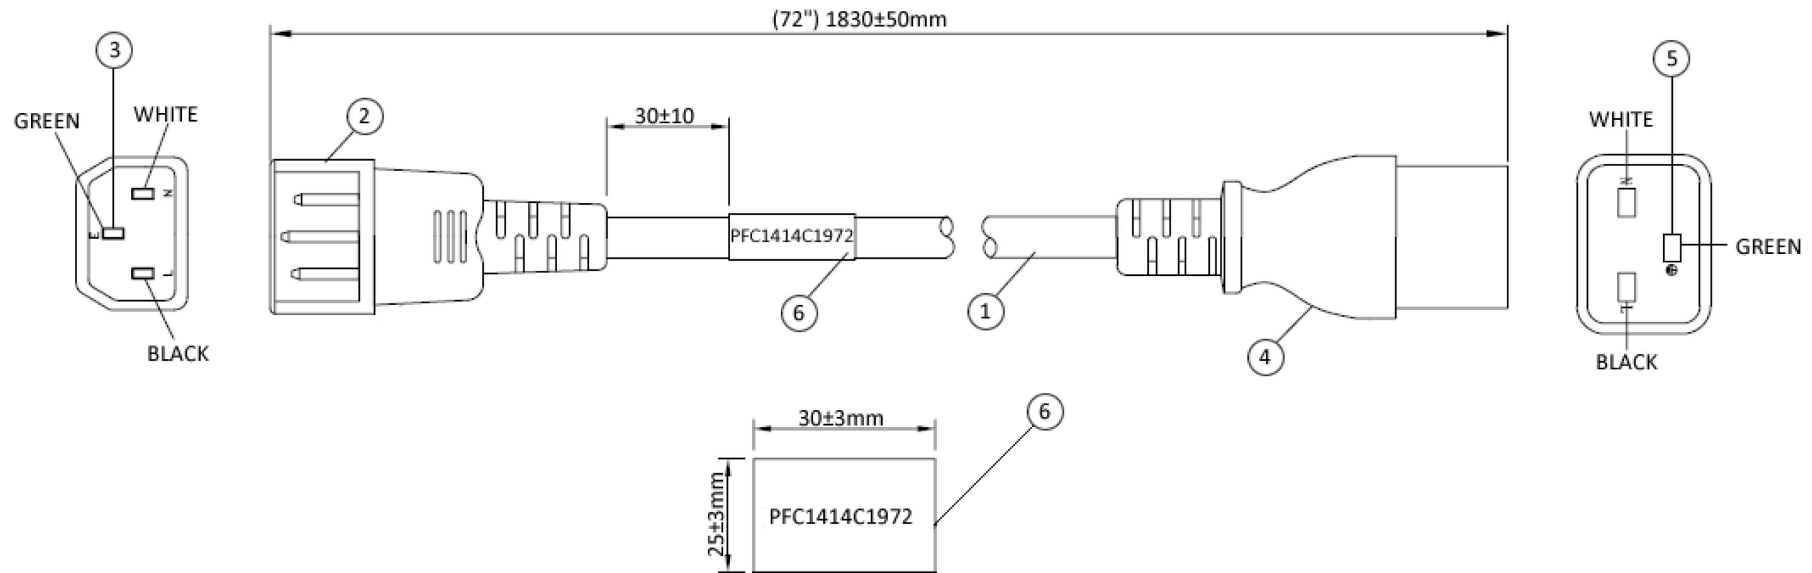 (72") 1830±50mm
3
GREEN
WHITE
N
E
L
BLACK
2
30±10
PFC1414C1972
6
1
4
5
WHITE
N
GREEN
L
BLACK
30±3mm
25±3mm
PFC1414C1972
6